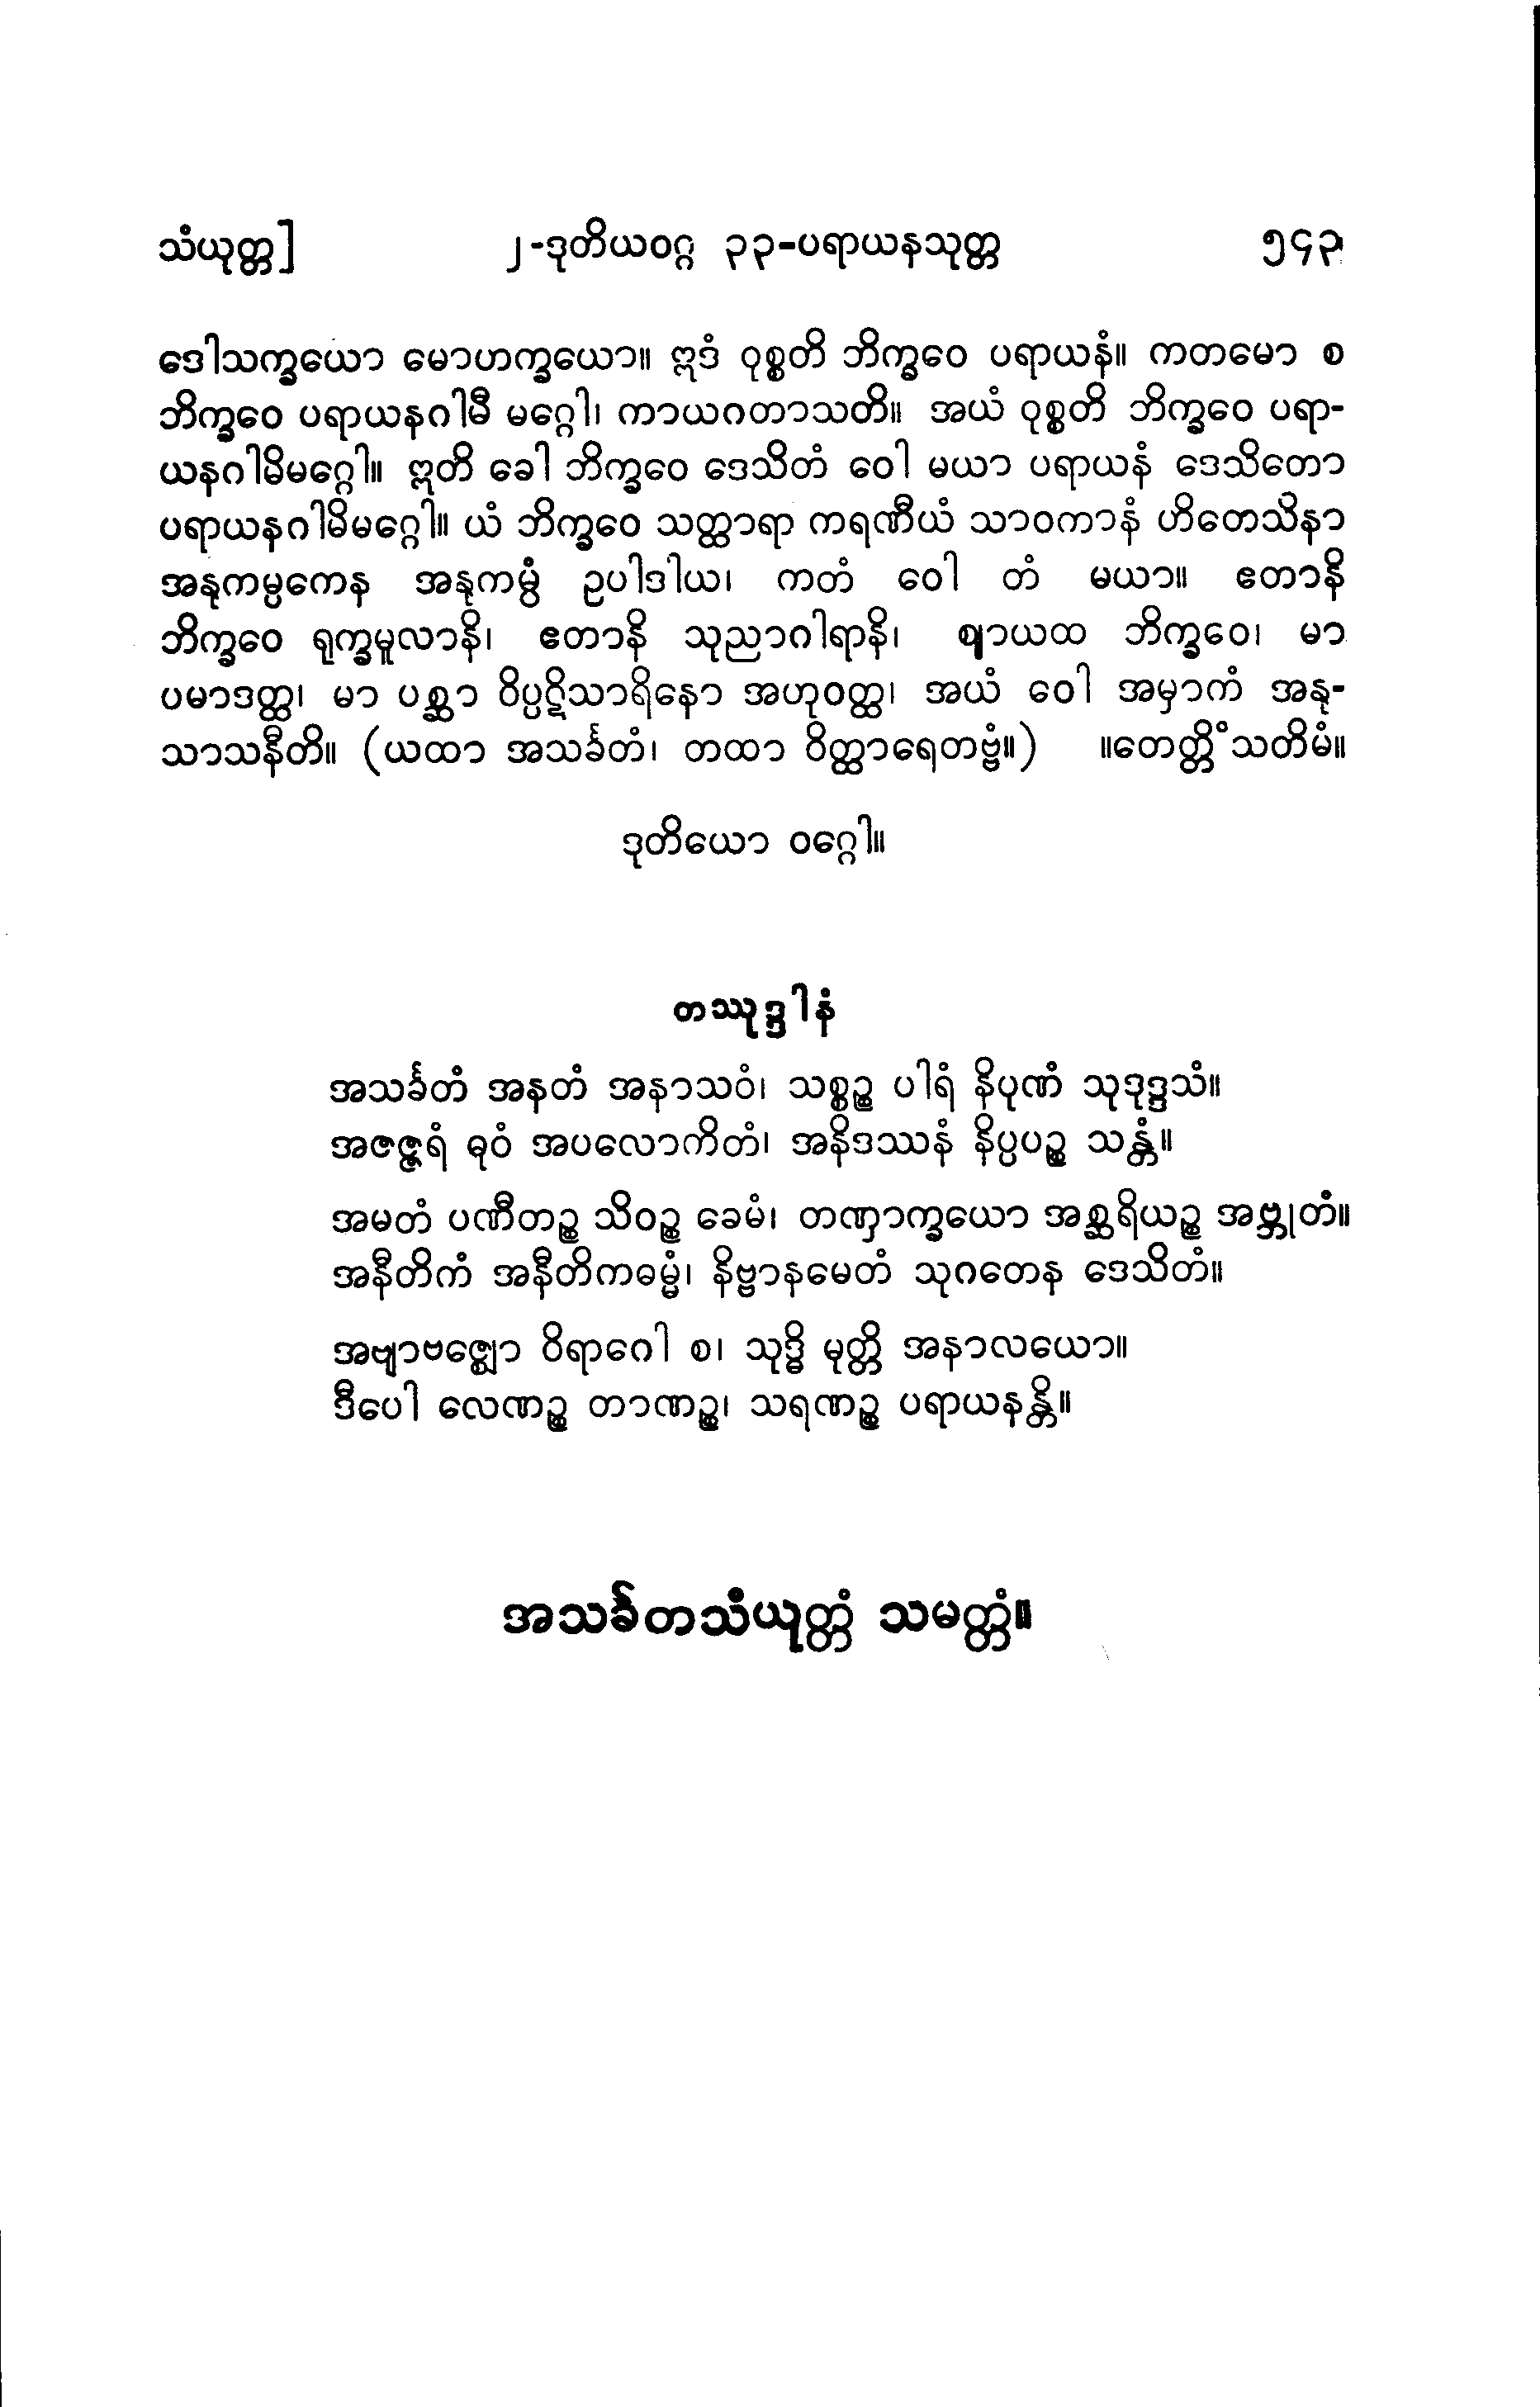 သံယုတ္တ] ၂-ဒုတိယဝဂ္ဂ ၃၃-ပရာယနသုတ္တ ၅၄၃
ဒေါသက္ခယော မောဟက္ခယော။ ဣဒံ ဝုစ္စတိ ဘိက္ခဝေ ပရာယနံ။ ကတမော စ
ဘိက္ခဝေ ပရာယနဂါမီ မဂ္ဂေါ၊ ကာယဂတာသတိ။ အယံ ဝုစ္စတိ ဘိက္ခဝေ ပရာ-
ယနဂါမိမဂ္ဂေါ။ ဣတိ ခေါ ဘိက္ခဝေ ဒေသိတံ ဝေါ မယာ ပရာယနံ ဒေသိတော
ပရာယနဂါမိမဂ္ဂေါ။ ယံ ဘိက္ခဝေ သတ္ထာရာ ကရဏီယံ သာဝကာနံ ဟိတေသိနာ
အနုကမ္ပကေန အနုကမ္ပံ ဥပါဒါယ၊ ကတံ ဝေါ တံ မယာ။ ဧတာနိ
ဘိက္ခဝေ ရုက္ခမူလာနိ၊ ဧတာနိ သုညာဂါရာနိ၊ ဈာယထ ဘိက္ခဝေ၊ မာ
ပမာဒတ္ထ၊ မာ ပစ္ဆာ ဝိပ္ပဋိသာရိနော အဟုဝတ္ထ၊ အယံ ဝေါ အမှာကံ အနု-
သာသနီတိ။ (ယထာ အသင်္ခတံ၊ တထာ ဝိတ္ထာရေတဗ္ဗံ။) ။တေတ္တိံသတိမံ။
ဒုတိယော ဝဂ္ဂေါ။
တဿုဒ္ဒါနံ
အသင်္ခတံ အနတံ အနာသဝံ၊ သစ္စဉ္စ ပါရံ နိပုဏံ သုဒုဒ္ဒသံ။
အဇဇ္ဇရံ ဓုဝံ အပလောကိတံ၊ အနိဒဿနံ နိပ္ပပဉ္စ သန္တံ။
အမတံ ပဏီတဉ္စ သိဝဉ္စ ခေမံ၊ တဏှာက္ခယော အစ္ဆရိယဉ္စ အဗ္ဘုတံ။
အနီတိကံ အနီတိကဓမ္မံ၊ နိဗ္ဗာနမေတံ သုဂတေန ဒေသိတံ။
အဗျာဗဇ္ဈော ဝိရာဂေါ စ၊ သုဒ္ဓိ မုတ္တိ အနာလယော။
ဒီပေါ လေဏဉ္စ တာဏဉ္စ၊ သရဏဉ္စ ပရာယနန္တိ။
အသင်္ခတသံယုတ္တံ သမတ္တံ။